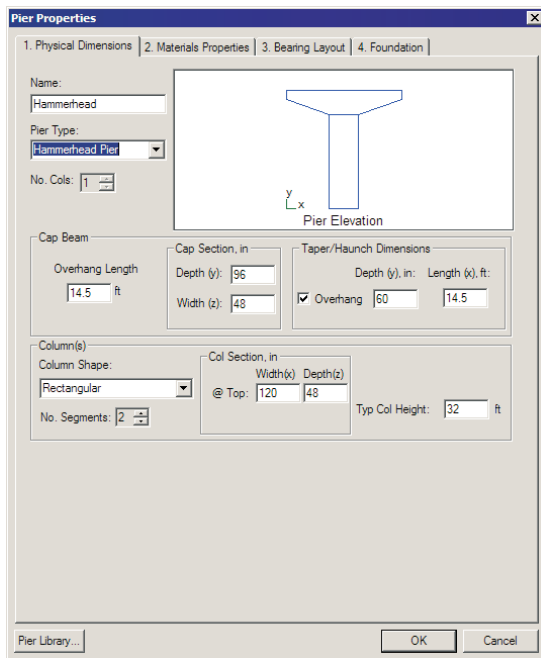 Pier Properties
1. Physical Dimensions 2. Materials Properties 3. Bearing Layout 4. Foundation
Name:
Hammerhead
Pier Type:
Hammerhead Pier
No. Cols: 1
y
x
Pier Elevation
Cap Beam
Overhang Length
14.5 ft
Cap Section, in
Depth (y): 96
Width (z): 48
Taper/Haunch Dimensions
Depth (y), in: Length (x), ft:
Overhang 60 14.5
Column(s)
Column Shape:
Rectangular
No. Segments: 2
Col Section, in
Width(x) Depth(z)
@ Top: 120 48
Typ Col Height: 32 ft
Pier Library...
OK
Cancel